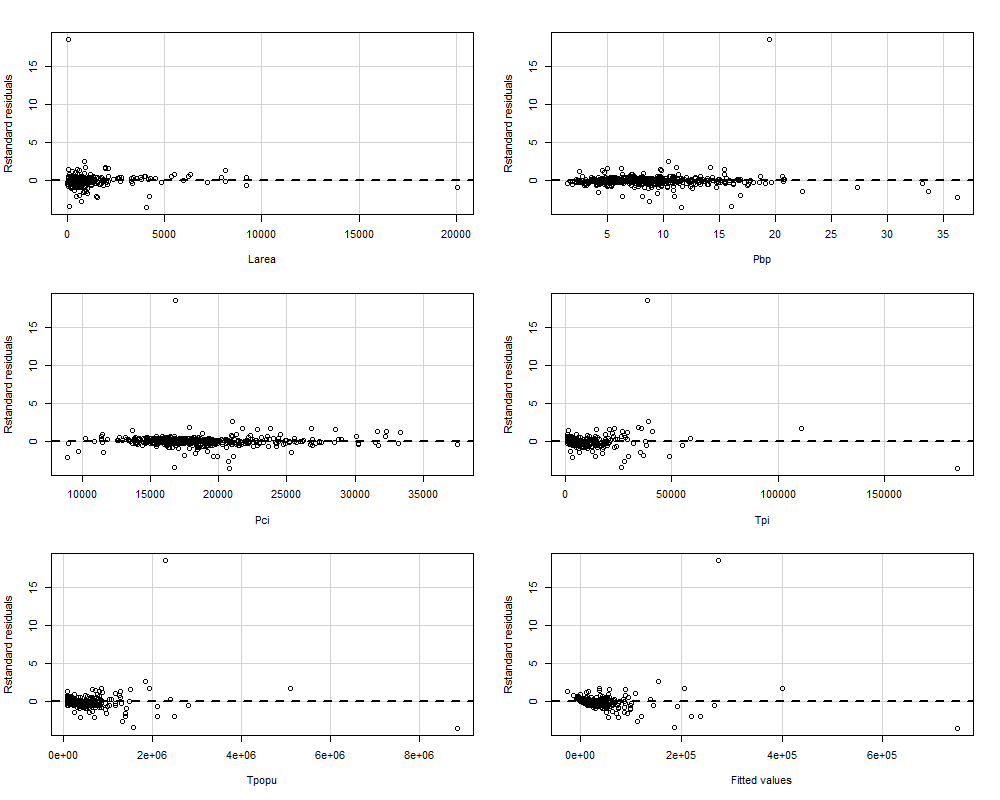 Rstandard residuals
0 5 10 15
0 5000 10000 15000 20000
Larea
Rstandard residuals
0 5 10 15
5 10 15 20 25 30 35
Pbp
Rstandard residuals
0 5 10 15
10000 15000 20000 25000 30000 35000
Pci
Rstandard residuals
0 5 10 15
0 50000 100000 150000
Tpi
Rstandard residuals
0 5 10 15
0e+00 2e+06 4e+06 6e+06 8e+06
Tpopu
Rstandard residuals
0 5 10 15
0e+00 2e+05 4e+05 6e+05
Fitted values